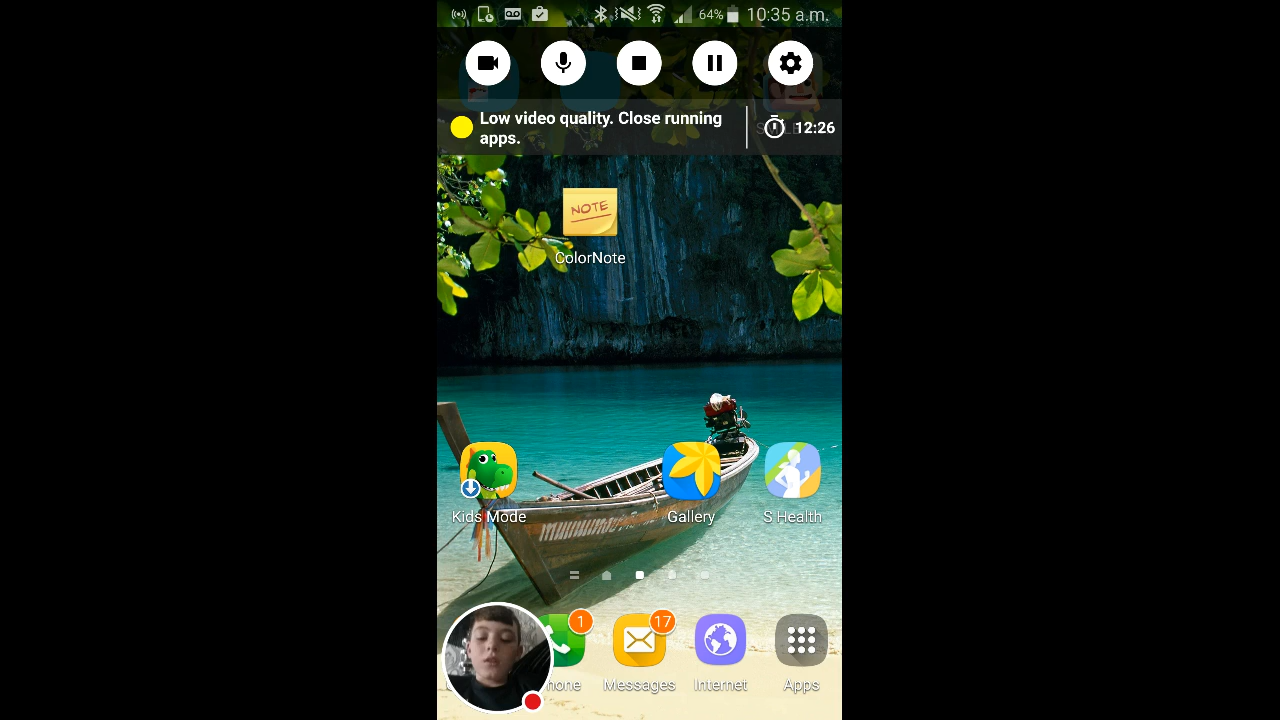 64% 10:35 a.m.
Low video quality. Close running
apps.
12:26
NOTE
ColorNote
Kids Mode
Gallery
S Health
1
17
hone
Messages
Internet
Apps